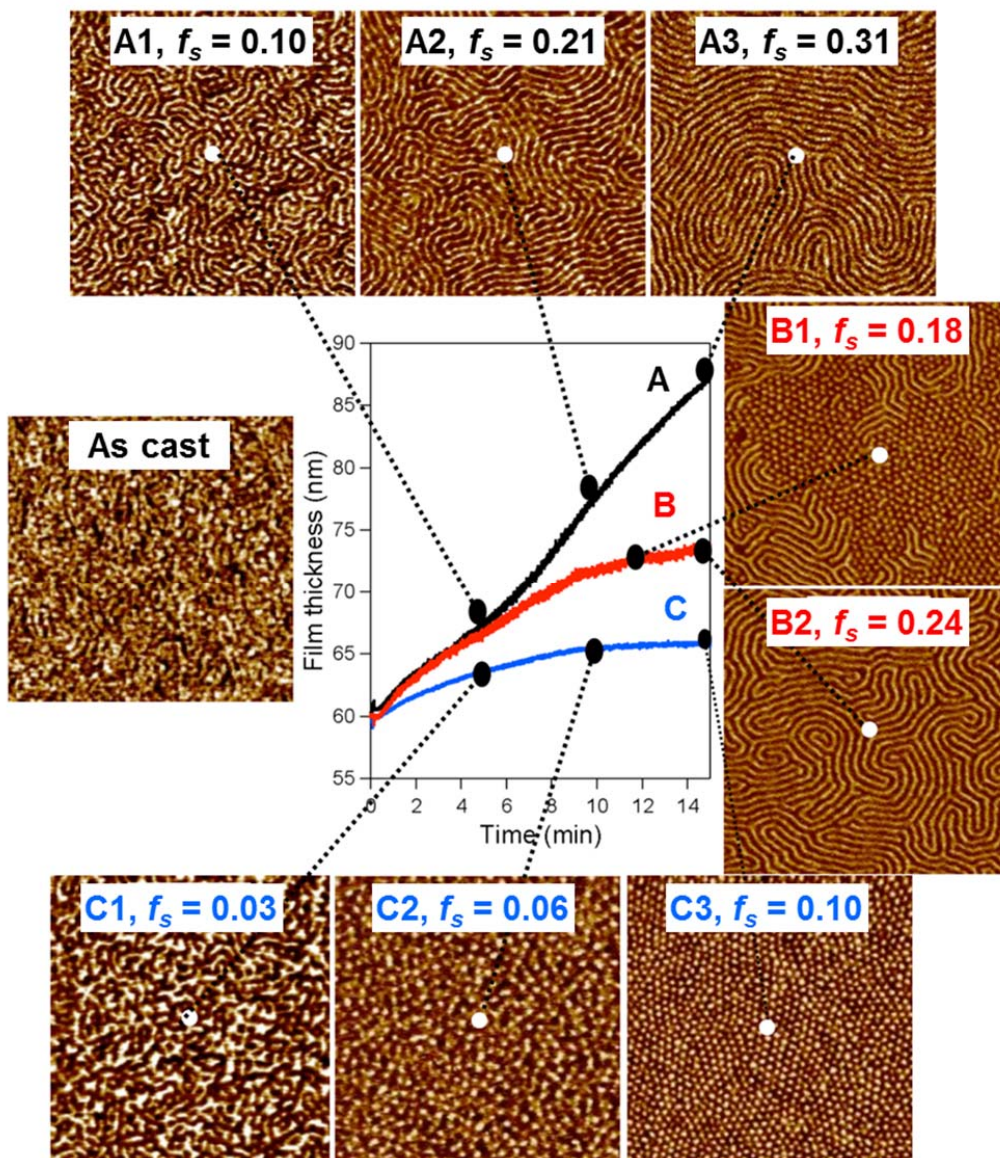 A1, fs = 0.10
A2, fs = 0.21
A3, fs = 0.31
B1, fs = 0.18
As cast
Film thickness (nm)
90
85
80
75
70
65
60
55
A
B
C
0 2 4 6 8 10 12 14
Time (min)
B2, fs = 0.24
C1, fs = 0.03
C2, fs = 0.06
C3, fs = 0.10